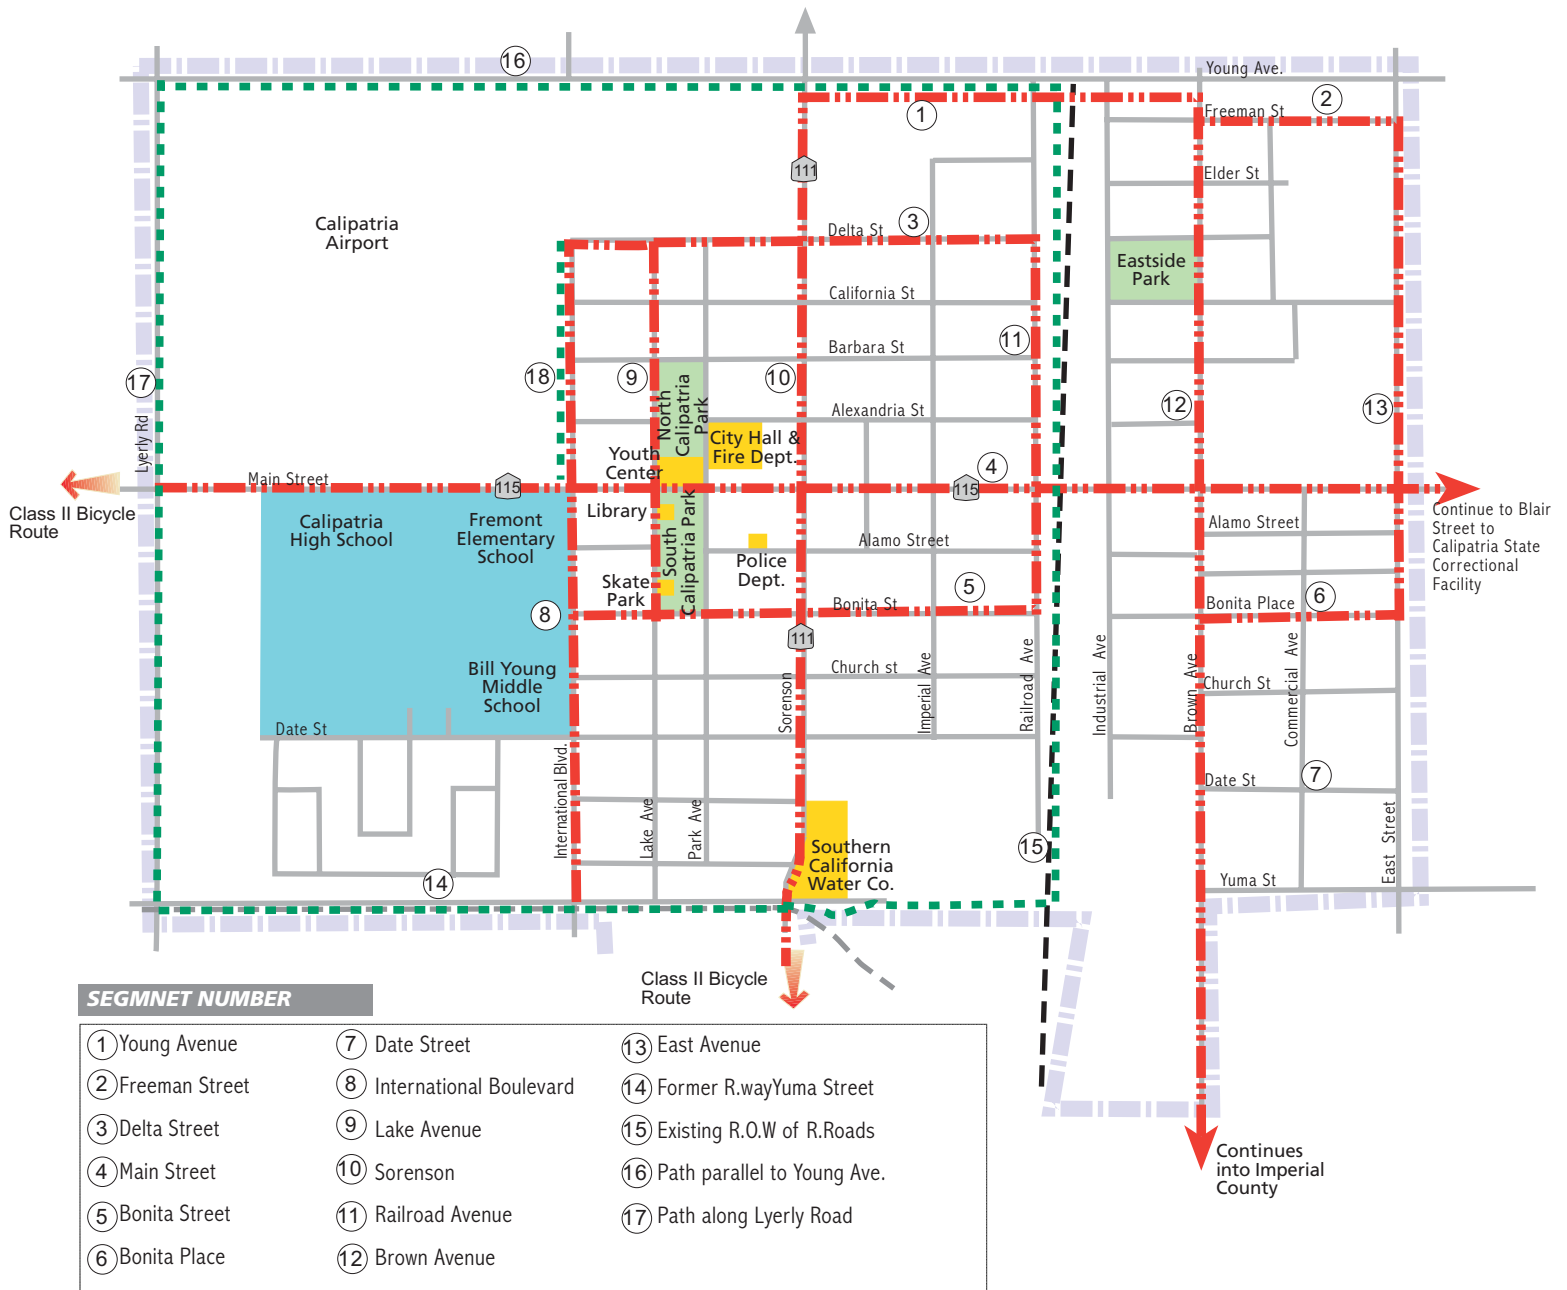 16
Young Ave.
2
1
Freeman St
111
Elder St
Calipatria
Airport
3
Delta St
Eastside
Park
California St
11
Barbara St
17
18
9
10
12
13
Lyerly Rd
North
Calipatria
Park
Alexandria St
City Hall &
Fire Dept.
Youth
Center
4
Main Street
115
115
Class II Bicycle
Route
Calipatria
High School
Fremont
Elementary
School
Library
South
Calipatria Park
Alamo Street
Police
Dept.
Alamo Street
Continue to Blair
Street to
Calipatria State
Correctional
Facility
Skate
Park
5
Bonita St
6
Bonita Place
8
111
Bill Young
Middle
School
Church st
Church St
Sorenson
Imperial Ave
Railroad Ave
Industrial Ave
Brown Ave
Commercial Ave
Date St
7
Date St
International Blvd.
Lake Ave
Park Ave
East Street
15
Southern
California
Water Co.
14
Yuma St
Class II Bicycle
Route
Continues
into Imperial
County
SEGMNET NUMBER
1 Young Avenue
2 Freeman Street
3 Delta Street
4 Main Street
5 Bonita Street
6 Bonita Place
7 Date Street
8 International Boulevard
9 Lake Avenue
10 Sorenson
11 Railroad Avenue
12 Brown Avenue
13 East Avenue
14 Former R.wayYuma Street
15 Existing R.O.W of R.Roads
16 Path parallel to Young Ave.
17 Path along Lyerly Road